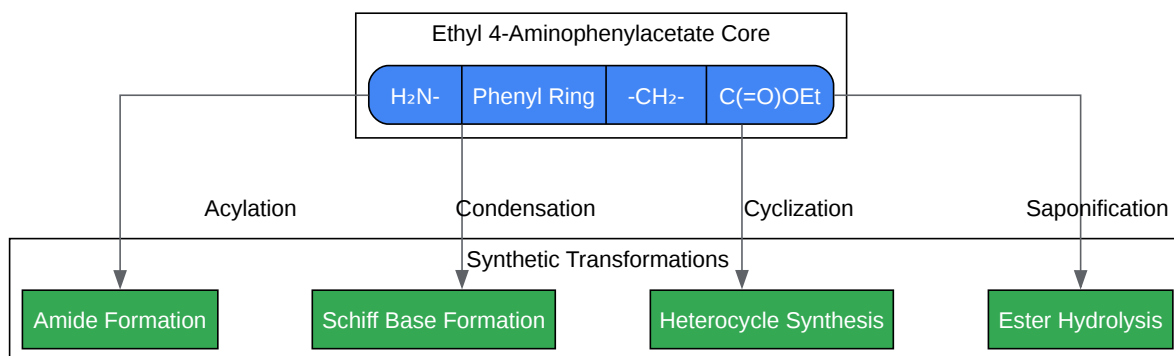 Ethyl 4-Aminophenylacetate Core
H₂N-
Phenyl Ring
-CH₂-
C(=O)OEt
Acylation
Condensation
Cyclization
Saponification
Synthetic Transformations
Amide Formation
Schiff Base Formation
Heterocycle Synthesis
Ester Hydrolysis